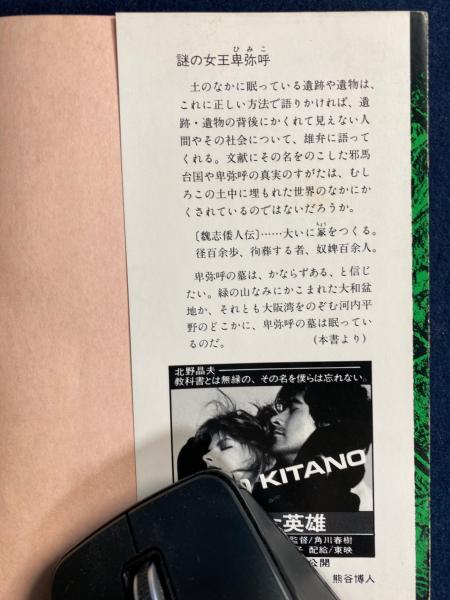 謎の女王卑弥呼
ひみこ
土のなかに眠っている遺跡や遺物は、
これに正しい方法で語りかければ、遺
跡・遺物の背後にかくれて見えない人
間やその社会について、雄弁に語って
くれる。文献にその名をのこした邪馬
台国や卑弥呼の真実のすがたは、むし
ろこの土中に埋もれた世界のなかにか
くされているのではないだろうか。
〔魏志倭人伝〕……大いに冢をつくる。
ちょう
径百余歩、徇葬する者、奴婢百余人。
卑弥呼の墓は、かならずある、と信じ
たい。緑の山なみにかこまれた大和盆
地か、それとも大阪湾をのぞむ河内平
野のどこかに、卑弥呼の墓は眠ってい
るのだ。 (本書より)
北野晶夫
教科書とは無縁の、その名を僕らは忘れない。
KITANO
英雄
監督/角川春樹
配給/東映
公開
熊谷博人